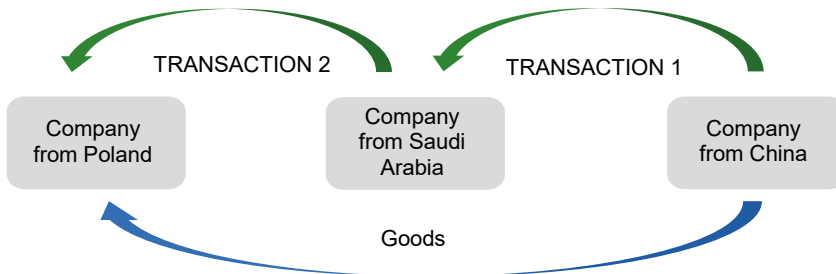 TRANSACTION 2
TRANSACTION 1
Company
from Poland
Company
from Saudi
Arabia
Company
from China
Goods